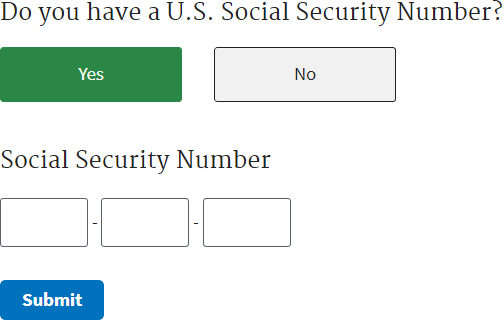 Do you have a U.S. Social Security Number?
Yes No
Social Security Number
- -
Submit